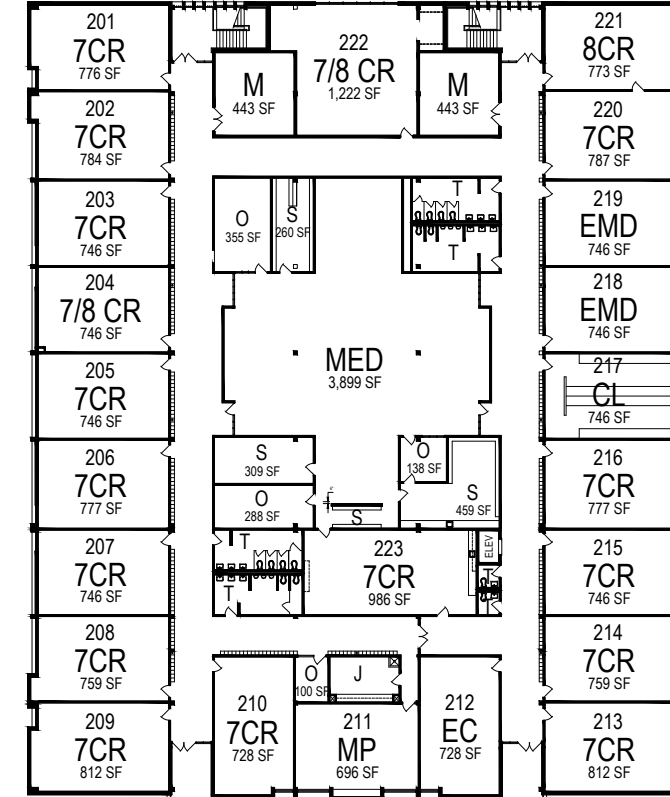 201
7CR
776 SF
222
7/8 CR
1,222 SF
221
8CR
773 SF
M
443 SF
M
443 SF
202
7CR
784 SF
220
7CR
787 SF
203
7CR
746 SF
O
355 SF
S
260 SF
T
T
219
EMD
746 SF
204
7/8 CR
746 SF
218
EMD
746 SF
MED
3,899 SF
205
7CR
746 SF
217
CL
746 SF
206
7CR
777 SF
S
309 SF
O
138 SF
216
7CR
777 SF
O
288 SF
S
459 SF
S
207
7CR
746 SF
T
T
223
7CR
986 SF
ELEV
T
215
7CR
746 SF
208
7CR
759 SF
O
100 SF
J
214
7CR
759 SF
210
7CR
728 SF
212
EC
728 SF
209
7CR
812 SF
211
MP
696 SF
213
7CR
812 SF